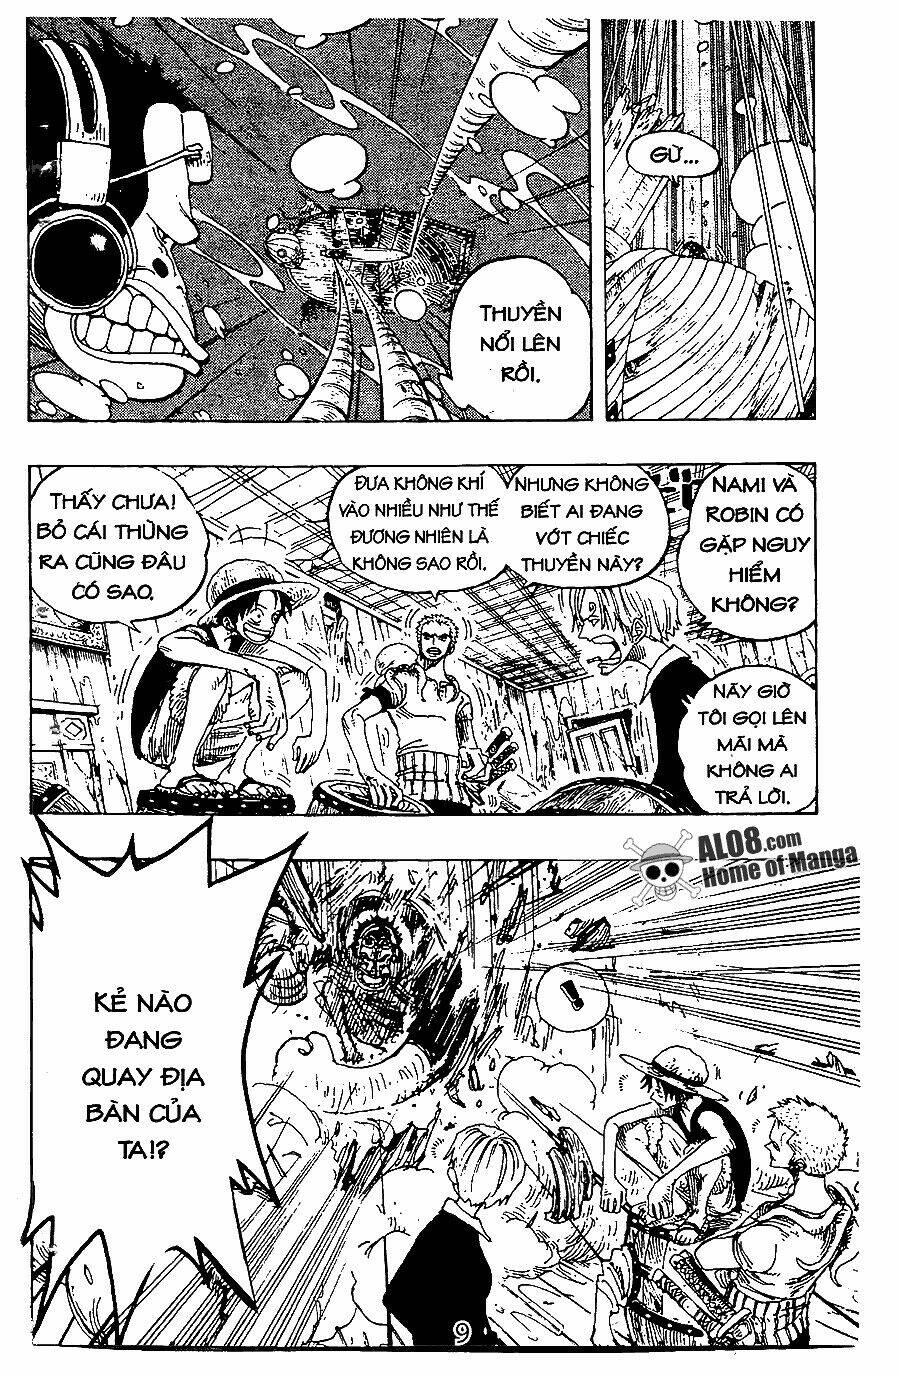 GỪ...
THUYỀN
NỔI LÊN
RỒI.
NAMI VÀ
ROBIN CÓ
GẶP NGUY
HIỂM
KHÔNG?
NÃY GIỜ
TÔI GỌI LÊN
MÃI MÀ
KHÔNG AI
TRẢ LỜI.
NHƯNG KHÔNG
BIẾT AI ĐANG
VỚT CHIẾC
THUYỀN NÀY?
ĐƯA KHÔNG KHÍ
VÀO NHIỀU NHƯ THẾ
ĐƯƠNG NHIÊN LÀ
KHÔNG SAO RỒI.
THẤY CHƯA!
BỎ CÁI THÙNG
RA CŨNG ĐÂU
CÓ SAO.
AL08.com
Home of Manga
!
KẺ NÀO
ĐANG
QUAY ĐỊA
BÀN CỦA
TA!?
9